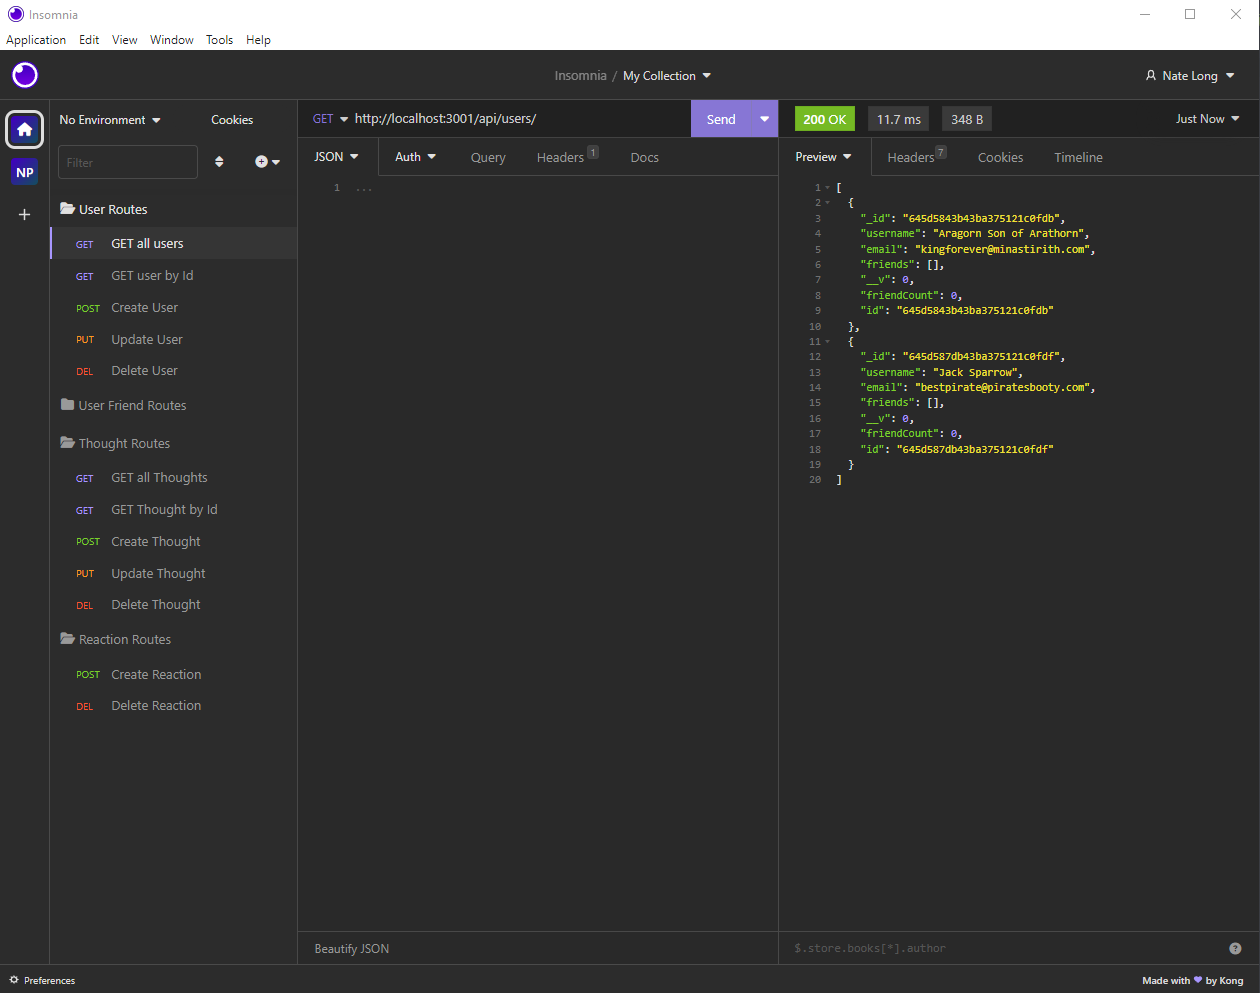 Insomnia
Application Edit View Window Tools Help
Insomnia / My Collection
Nate Long
No Environment
Cookies
Filter
NP
User Routes
GET GET all users
GET GET user by Id
POST Create User
PUT Update User
DEL Delete User
User Friend Routes
Thought Routes
GET GET all Thoughts
GET GET Thought by Id
POST Create Thought
PUT Update Thought
DEL Delete Thought
Reaction Routes
POST Create Reaction
DEL Delete Reaction
GET http://localhost:3001/api/users/ Send
JSON Auth Query Headers 1 Docs
1 ...
Beautify JSON
200 OK 11.7 ms 348 B Just Now
Preview Headers 7 Cookies Timeline
1 [
2 {
3 "_id": "645d5843b43ba375121c0fdb",
4 "username": "Aragorn Son of Arathorn",
5 "email": "kingforever@minastirith.com",
6 "friends": [],
7 "__v": 0,
8 "friendCount": 0,
9 "id": "645d5843b43ba375121c0fdb"
10 },
11 {
12 "_id": "645d587db43ba375121c0fdf",
13 "username": "Jack Sparrow",
14 "email": "bestpirate@piratesbooty.com",
15 "friends": [],
16 "__v": 0,
17 "friendCount": 0,
18 "id": "645d587db43ba375121c0fdf"
19 }
20 ]
$.store.books[*].author
Preferences
Made with ♥ by Kong